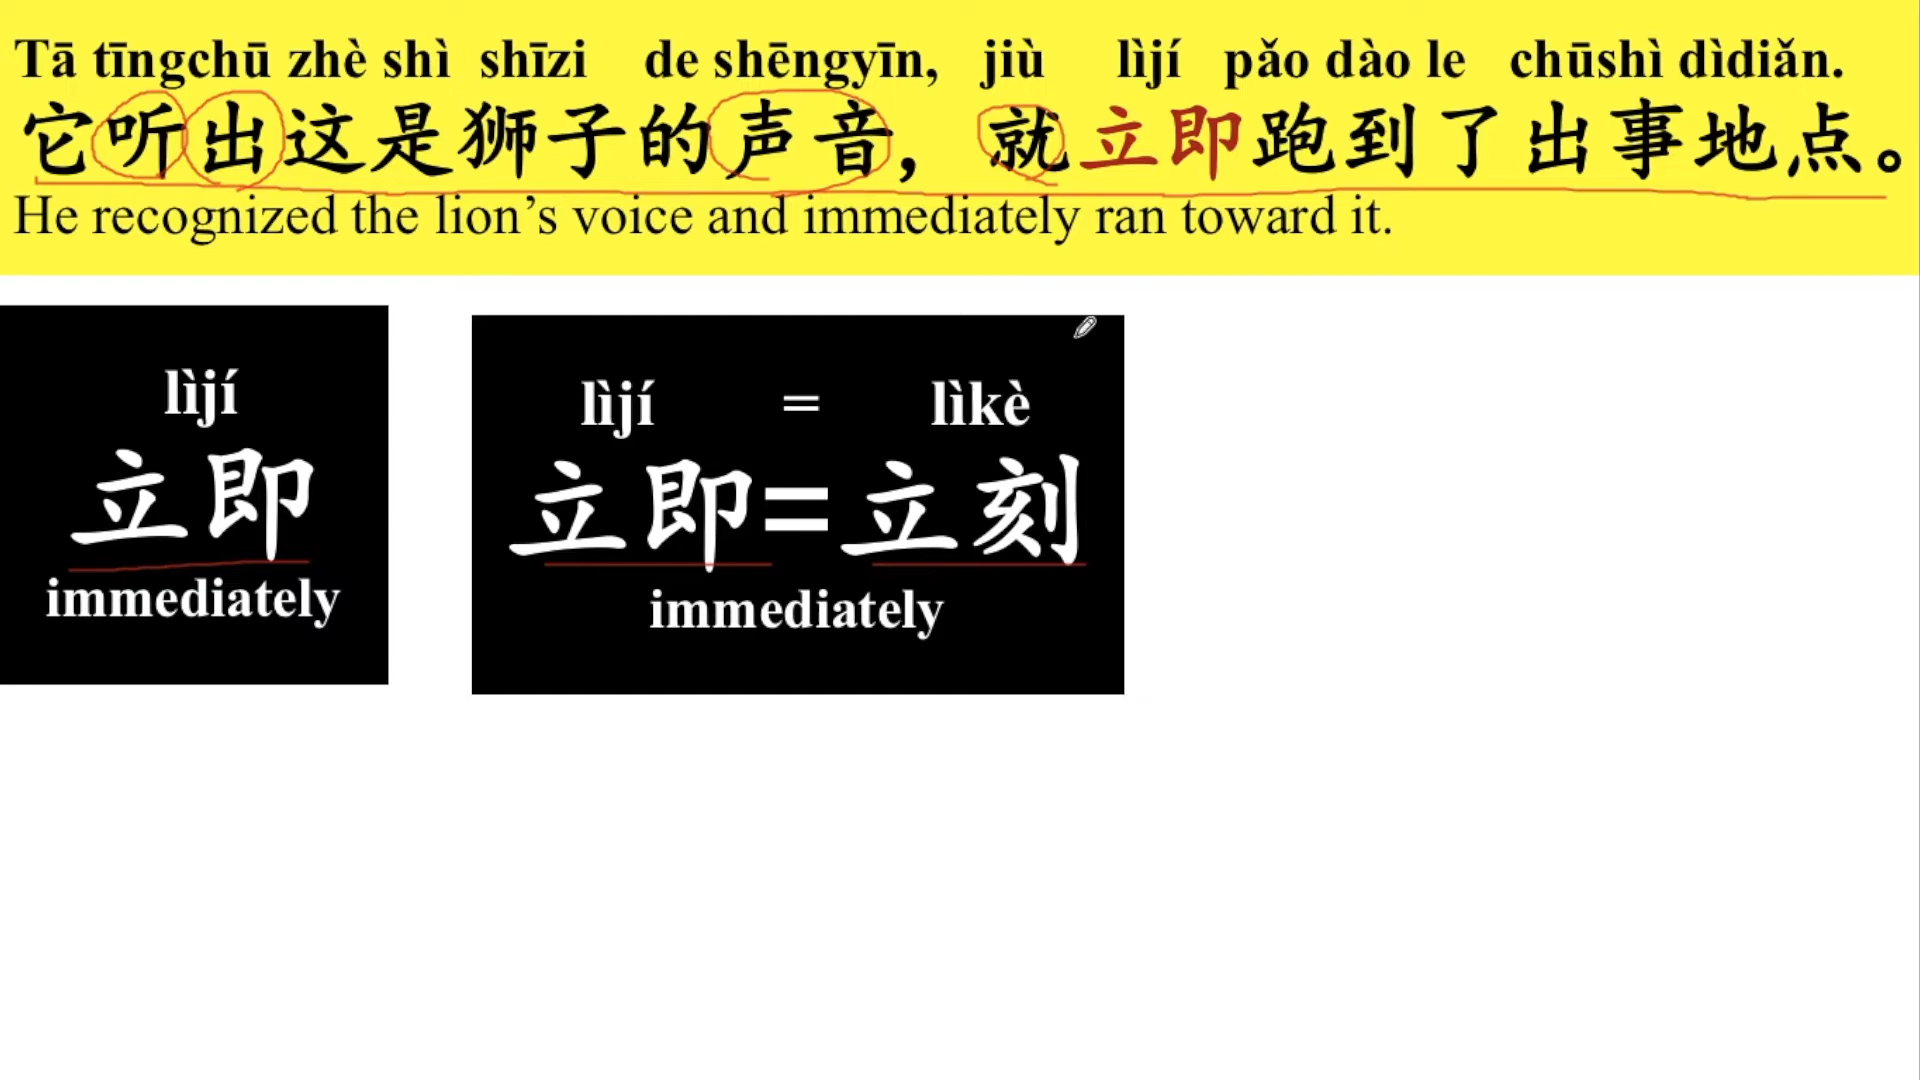 Tā tīngchū zhè shì shīzi de shēngyīn, jiù lìjí pǎo dào le chūshì dìdiǎn.
它听出这是狮子的声音，就立即跑到了出事地点。
He recognized the lion’s voice and immediately ran toward it.
lìjí
立即
immediately
lìjí = lìkè
立即=立刻
immediately